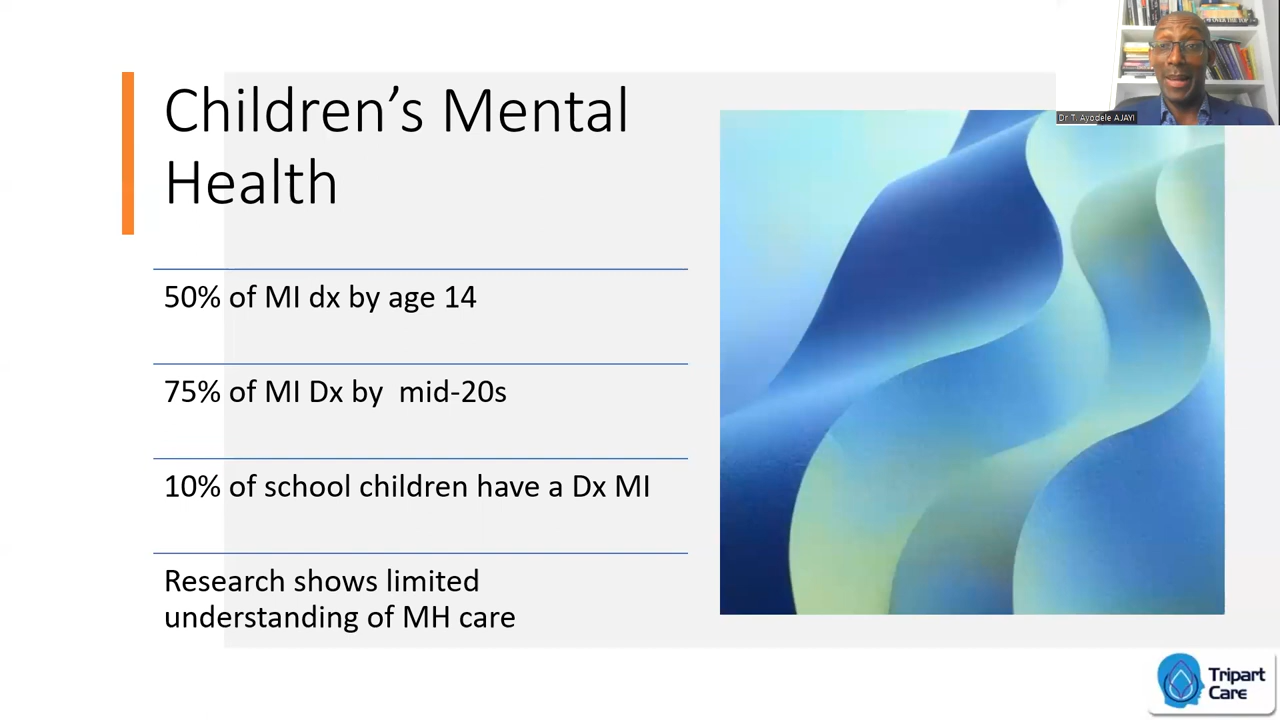 Children’s Mental
Health
50% of MI dx by age 14
75% of MI Dx by  mid-20s
10% of school children have a Dx MI
Research shows limited
understanding of MH care
Dr T. Ayodele AJAYI
Tripart
Care